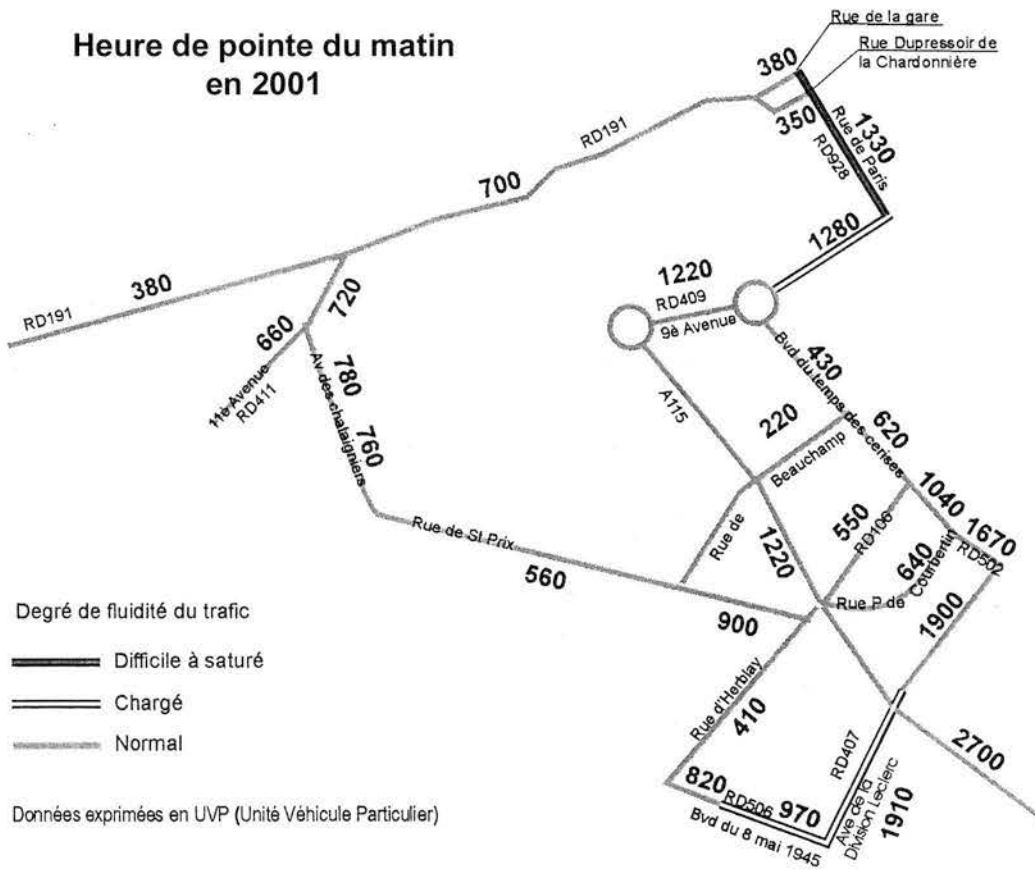 Heure de pointe du matin
en 2001
Rue de la gare
Rue Dupressoir de
la Chardonnière
380
350
1330
Rue de Paris
RD928
RD191
700
1280
1220
RD409
9è Avenue
380
RD191
720
660
11è Avenue
RD411
780
760
Av des chataigniers
A115
430
Bvd du temps des cerises
620
220
Beauchamp
Rue de
1040
1670
RD502
550
RD106
640
Rue P de
Courbertin
1220
1900
Rue de St Prix
560
900
Degré de fluidité du trafic
Difficile à saturé
Chargé
Normal
Rue d'Herblay
410
820
RD506
970
Bvd du 8 mai 1945
RD407
Ave de la
Division Leclerc
1910
2700
Données exprimées en UVP (Unité Véhicule Particulier)